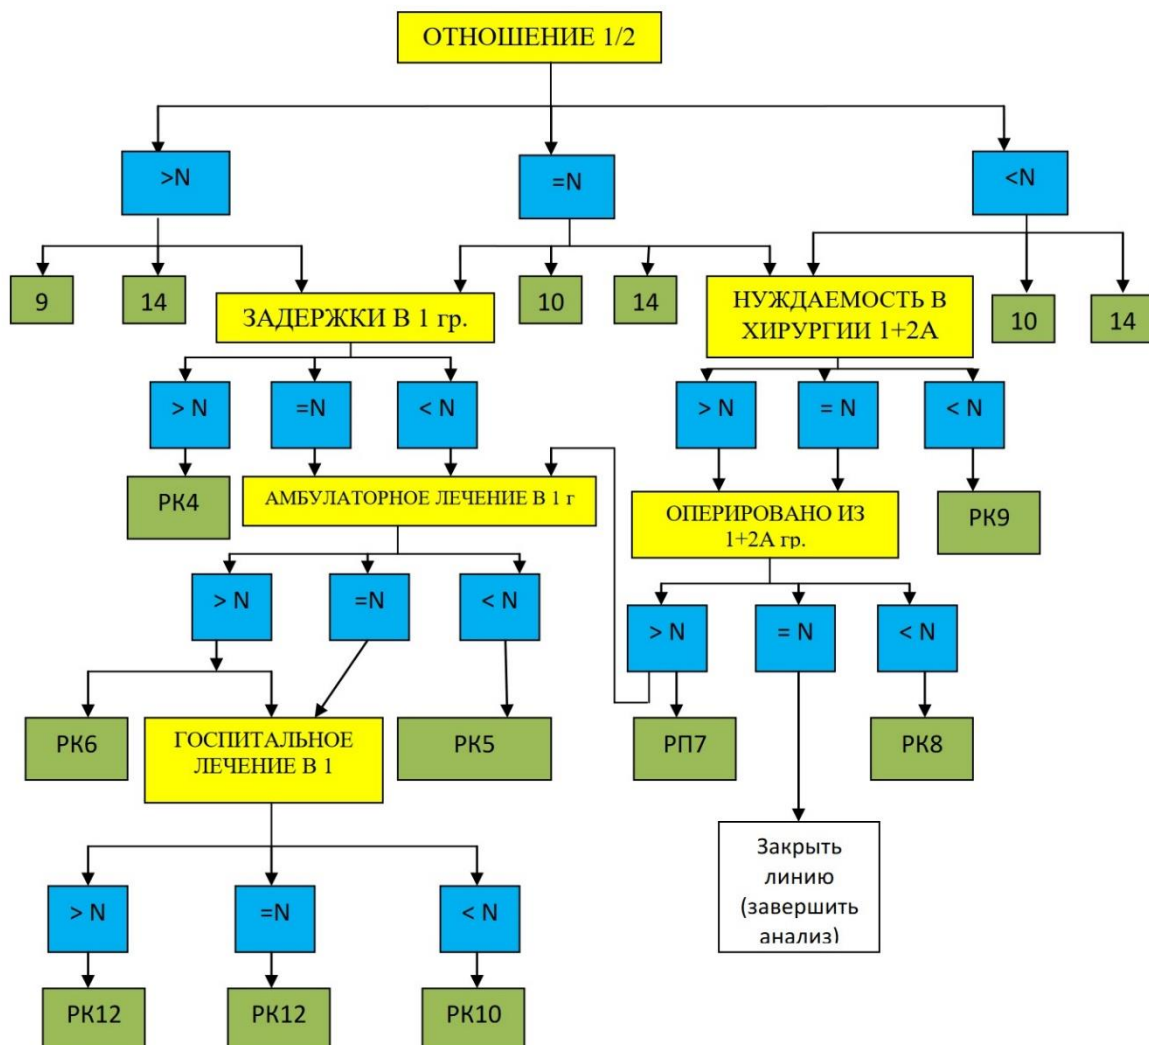 ОТНОШЕНИЕ 1/2
>N
=N
<N
9
14
10
14
10
14
ЗАДЕРЖКИ В 1 гр.
НУЖДАЕМОСТЬ В
ХИРУРГИИ 1+2А
> N
=N
< N
> N
= N
< N
РК4
АМБУЛАТОРНОЕ ЛЕЧЕНИЕ В 1 г
ОПЕРИРОВАНО ИЗ
1+2А гр.
РК9
> N
=N
< N
> N
= N
< N
РК6
ГОСПИТАЛЬНОЕ
ЛЕЧЕНИЕ В 1
РК5
РП7
РК8
Закрыть
линию
(завершить
анализ)
> N
=N
< N
РК12
РК12
РК10